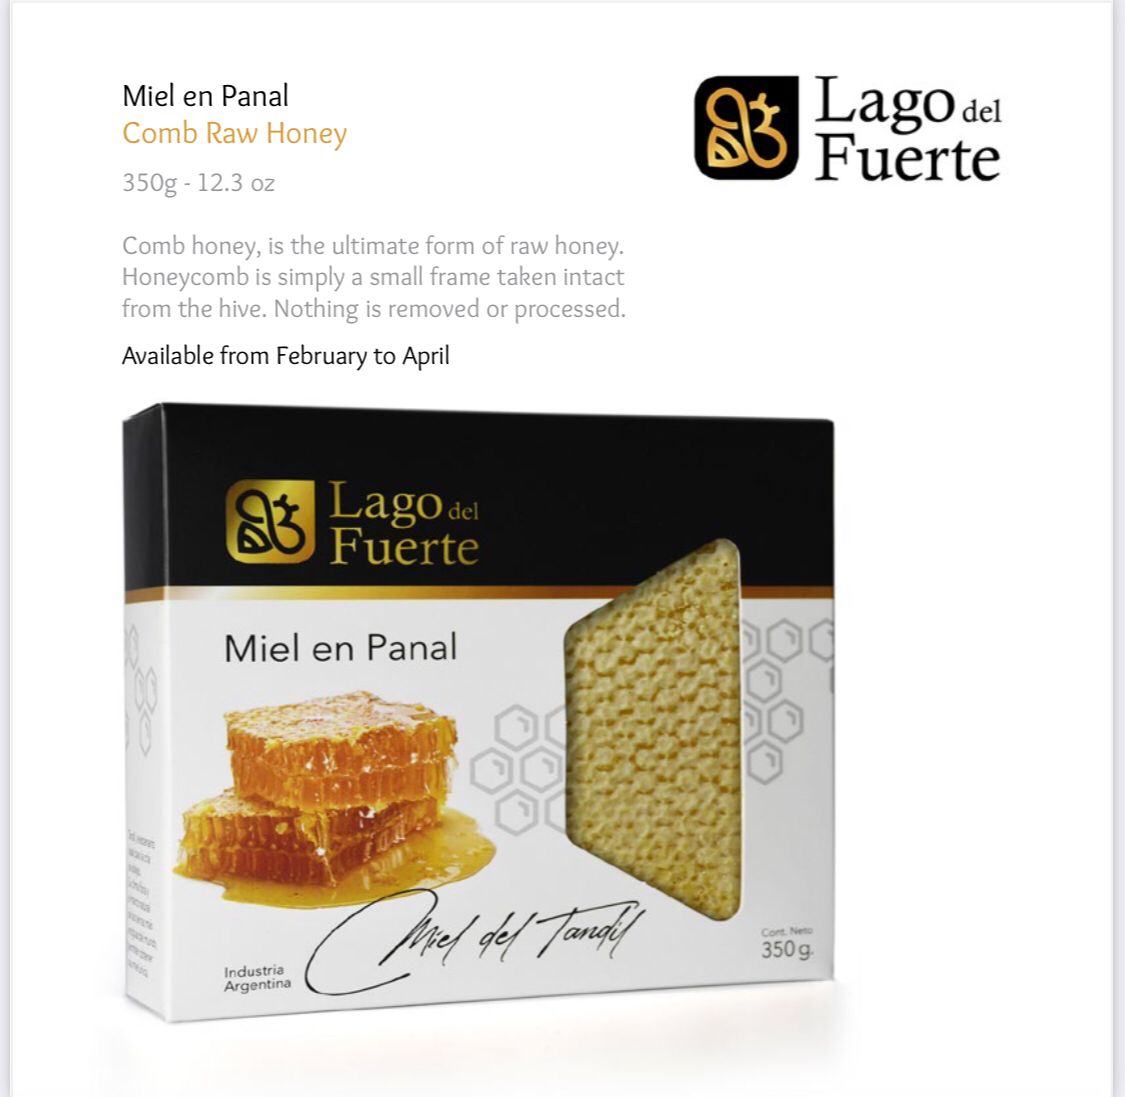 Miel en Panal
Comb Raw Honey
350g - 12.3 oz
Comb honey, is the ultimate form of raw honey.
Honeycomb is simply a small frame taken intact
from the hive. Nothing is removed or processed.
Available from February to April
Lago del
Fuerte
Lago del
Fuerte
Miel en Panal
Miel del Tandil
Industria
Argentina
Cont. Neto
350 g.